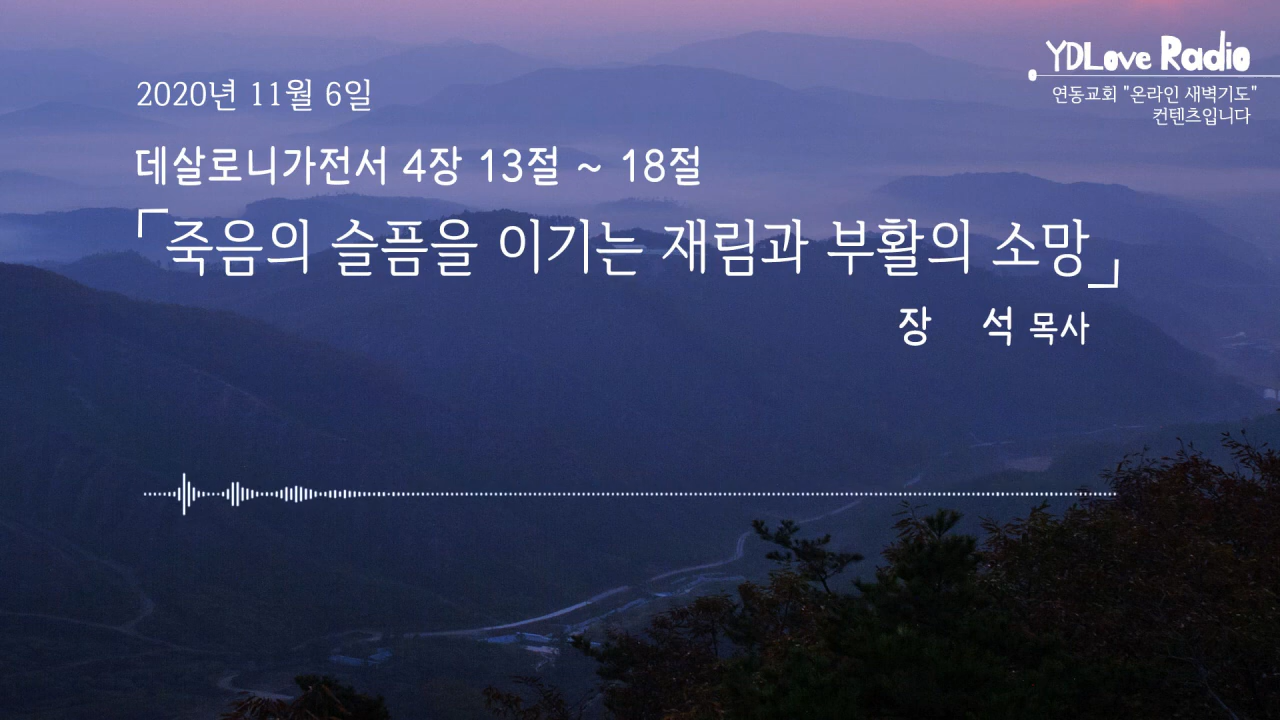 YDLove Radio
연동교회 "온라인 새벽기도"
컨텐츠입니다
2020년 11월 6일
데살로니가전서 4장 13절 ~ 18절
「죽음의 슬픔을 이기는 재림과 부활의 소망」
장 석 목사